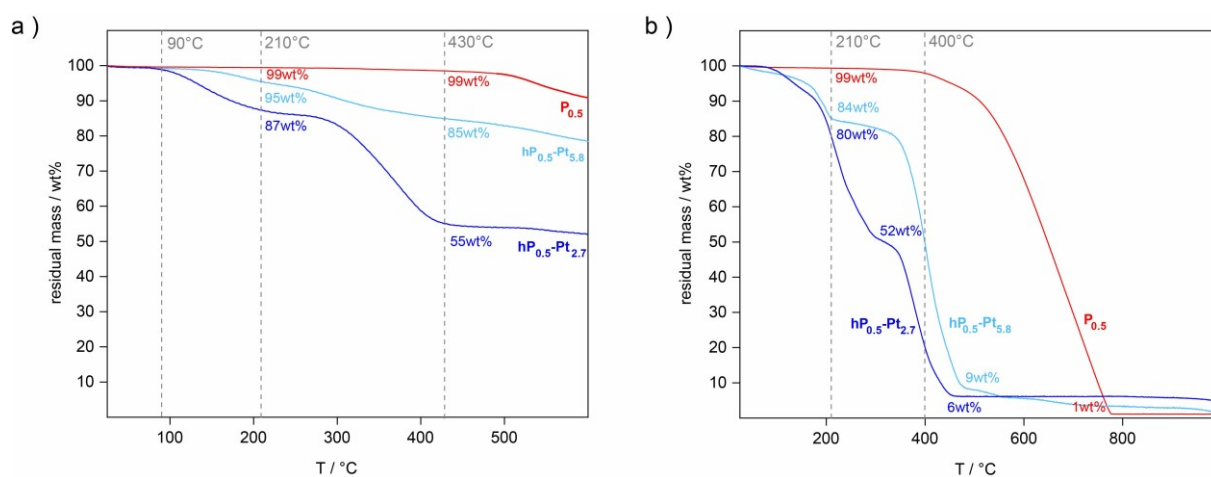 a )
90°C
210°C
430°C
100
90
80
70
60
50
40
30
20
10
residual mass / wt%
99wt%
99wt%
P0.5
95wt%
85wt%
hP0.5-Pt5.8
87wt%
55wt%
hP0.5-Pt2.7
100
200
300
400
500
T / °C
b )
210°C
400°C
100
90
80
70
60
50
40
30
20
10
residual mass / wt%
99wt%
84wt%
80wt%
52wt%
hP0.5-Pt2.7
hP0.5-Pt5.8
P0.5
9wt%
6wt%
1wt%
200
400
600
800
T / °C